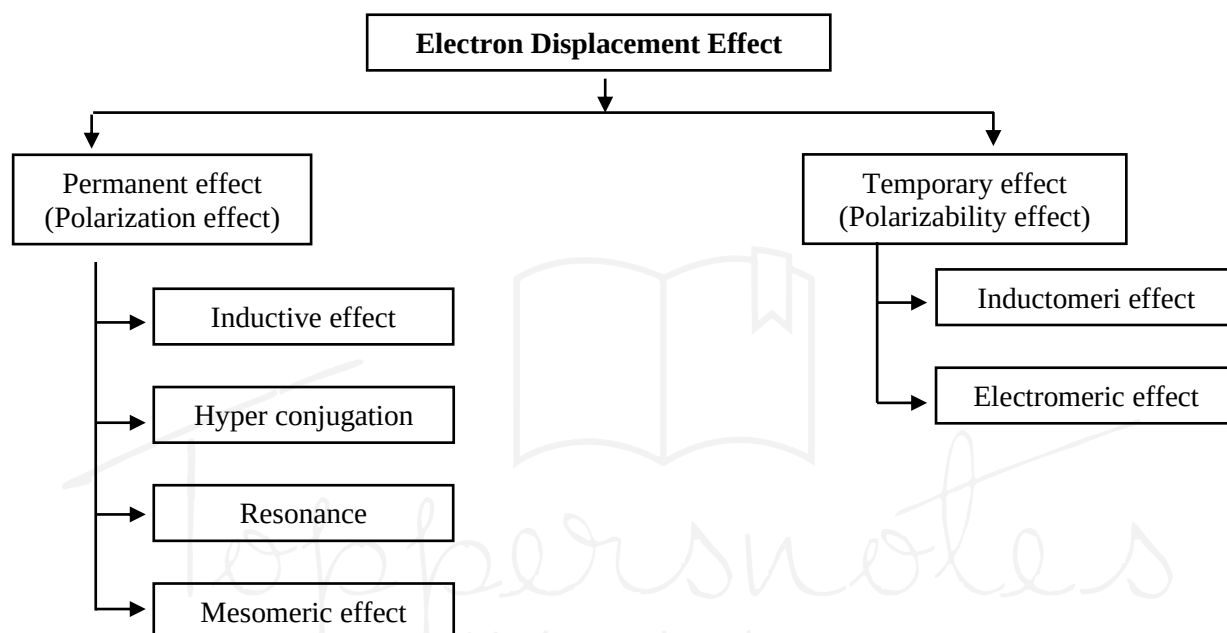 Electron Displacement Effect
Permanent effect
(Polarization effect)
Temporary effect
(Polarizability effect)
Inductive effect
Hyper conjugation
Resonance
Mesomeric effect
Inductomeri effect
Electromeric effect
Toppersnotes